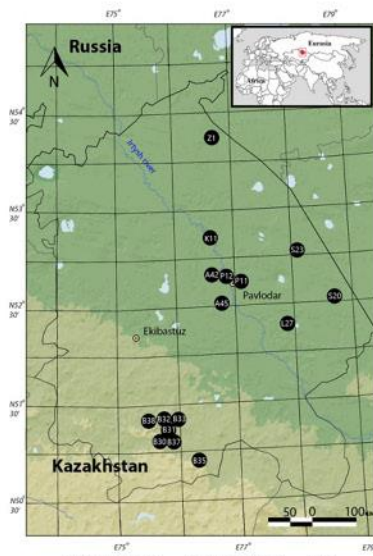 E75° E77° E79°
Russia
Eurasia
Africa
N
N54
30'
Irtysh river
Z1
N53
30'
K11
S23
A42 P12 P11
Pavlodar
S20
A45
N52
30'
L27
Ekibastuz
N51
30'
B38 B32 B33
B31
B30 B37
Kazakhstan
B35
N50
30'
50 0 100
E75° E77°